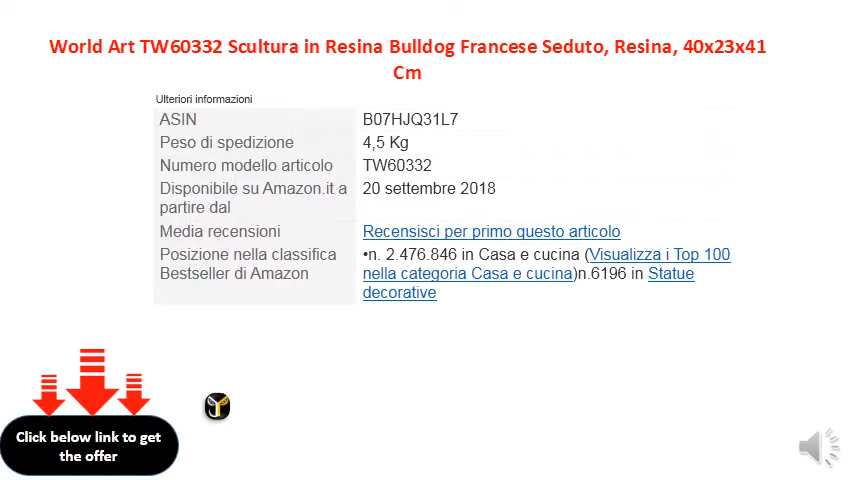 World Art TW60332 Scultura in Resina Bulldog Francese Seduto, Resina, 40x23x41
Cm
Ulteriori informazioni
ASIN B07HJQ31L7
Peso di spedizione 4,5 Kg
Numero modello articolo TW60332
Disponibile su Amazon.it a 20 settembre 2018
partire dal
Media recensioni Recensisci per primo questo articolo
Posizione nella classifica •n. 2.476.846 in Casa e cucina (Visualizza i Top 100
Bestseller di Amazon nella categoria Casa e cucina)n.6196 in Statue
decorative
Click below link to get
the offer